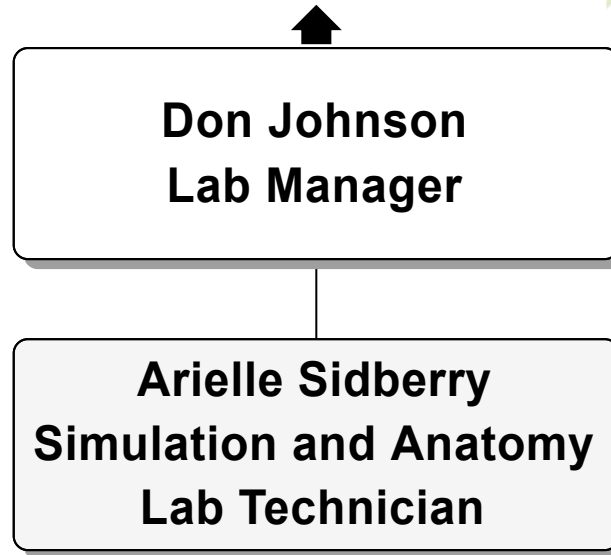 Don Johnson
Lab Manager
Arielle Sidberry
Simulation and Anatomy
Lab Technician